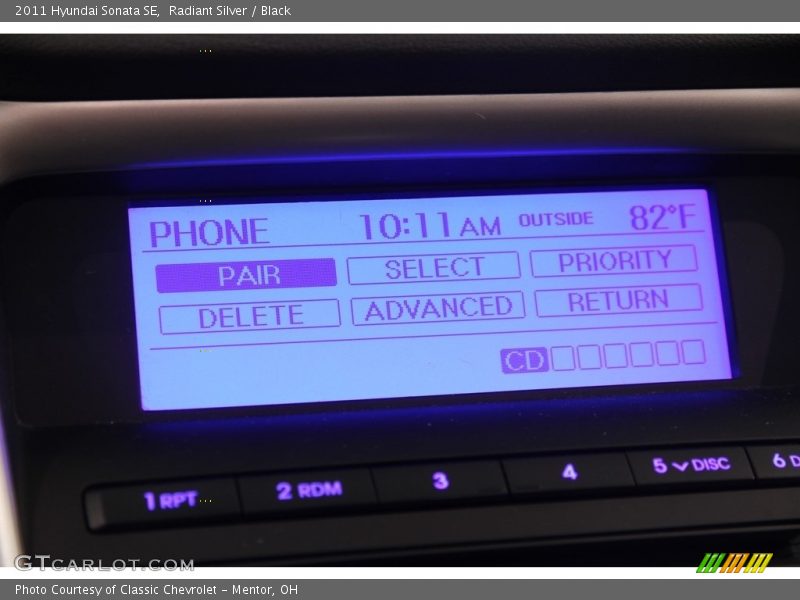 2011 Hyundai Sonata SE,  Radiant Silver / Black
PHONE 10:11 AM OUTSIDE 82°F
PAIR SELECT PRIORITY
DELETE ADVANCED RETURN
CD
1 RPT 2 RDM 3 4 5 DISC 6 D
GTCARLOT.COM
Photo Courtesy of Classic Chevrolet - Mentor, OH